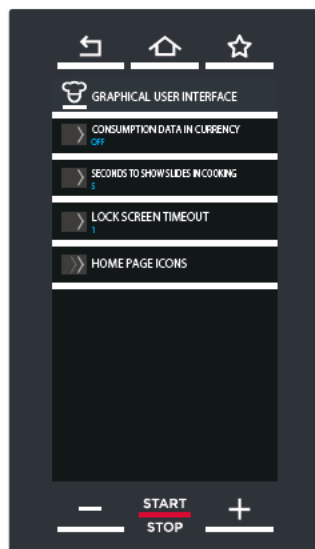 GRAPHICAL USER INTERFACE
CONSUMPTION DATA IN CURRENCY
OFF
SECONDS TO SHOW SLIDES IN COOKING
5
LOCK SCREEN TIMEOUT
1
HOME PAGE ICONS
START
STOP